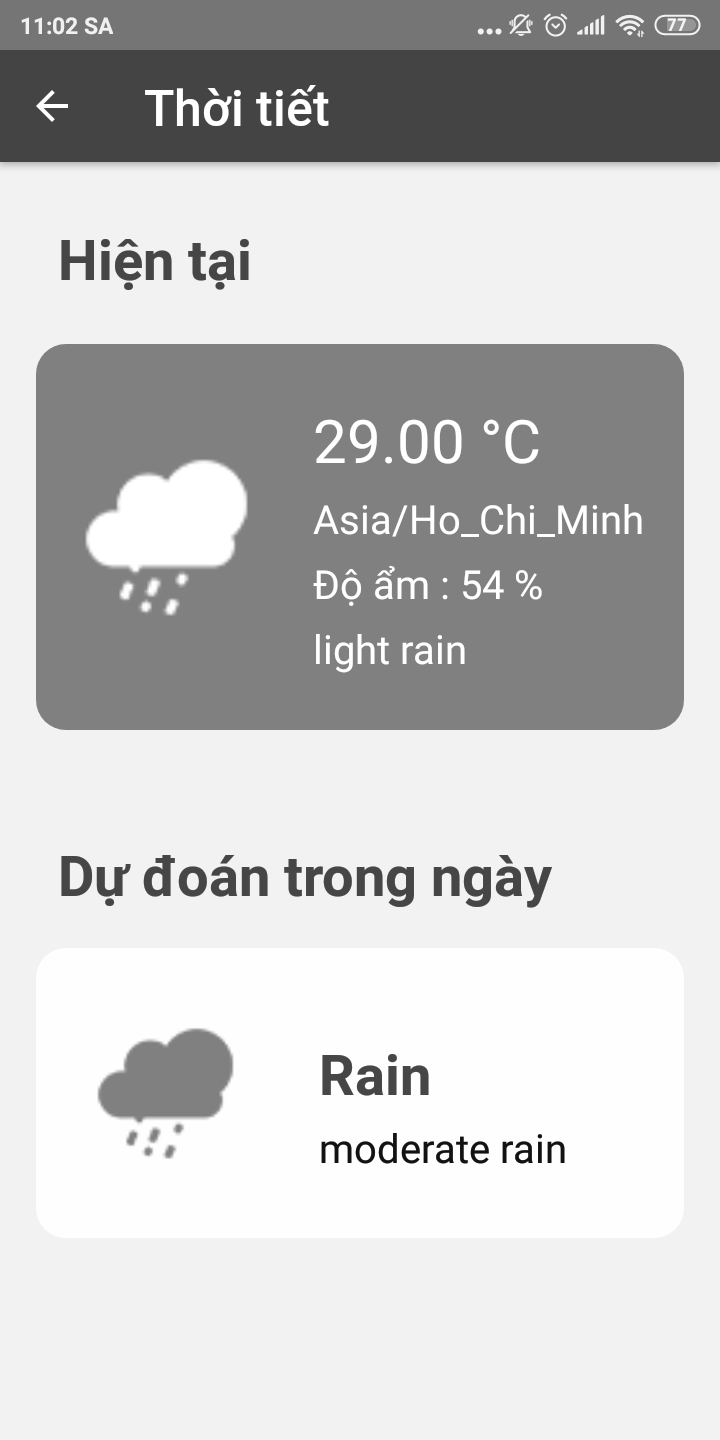 11:02 SA
77
Thời tiết
Hiện tại
29.00 °C
Asia/Ho_Chi_Minh
Độ ẩm : 54 %
light rain
Dự đoán trong ngày
Rain
moderate rain